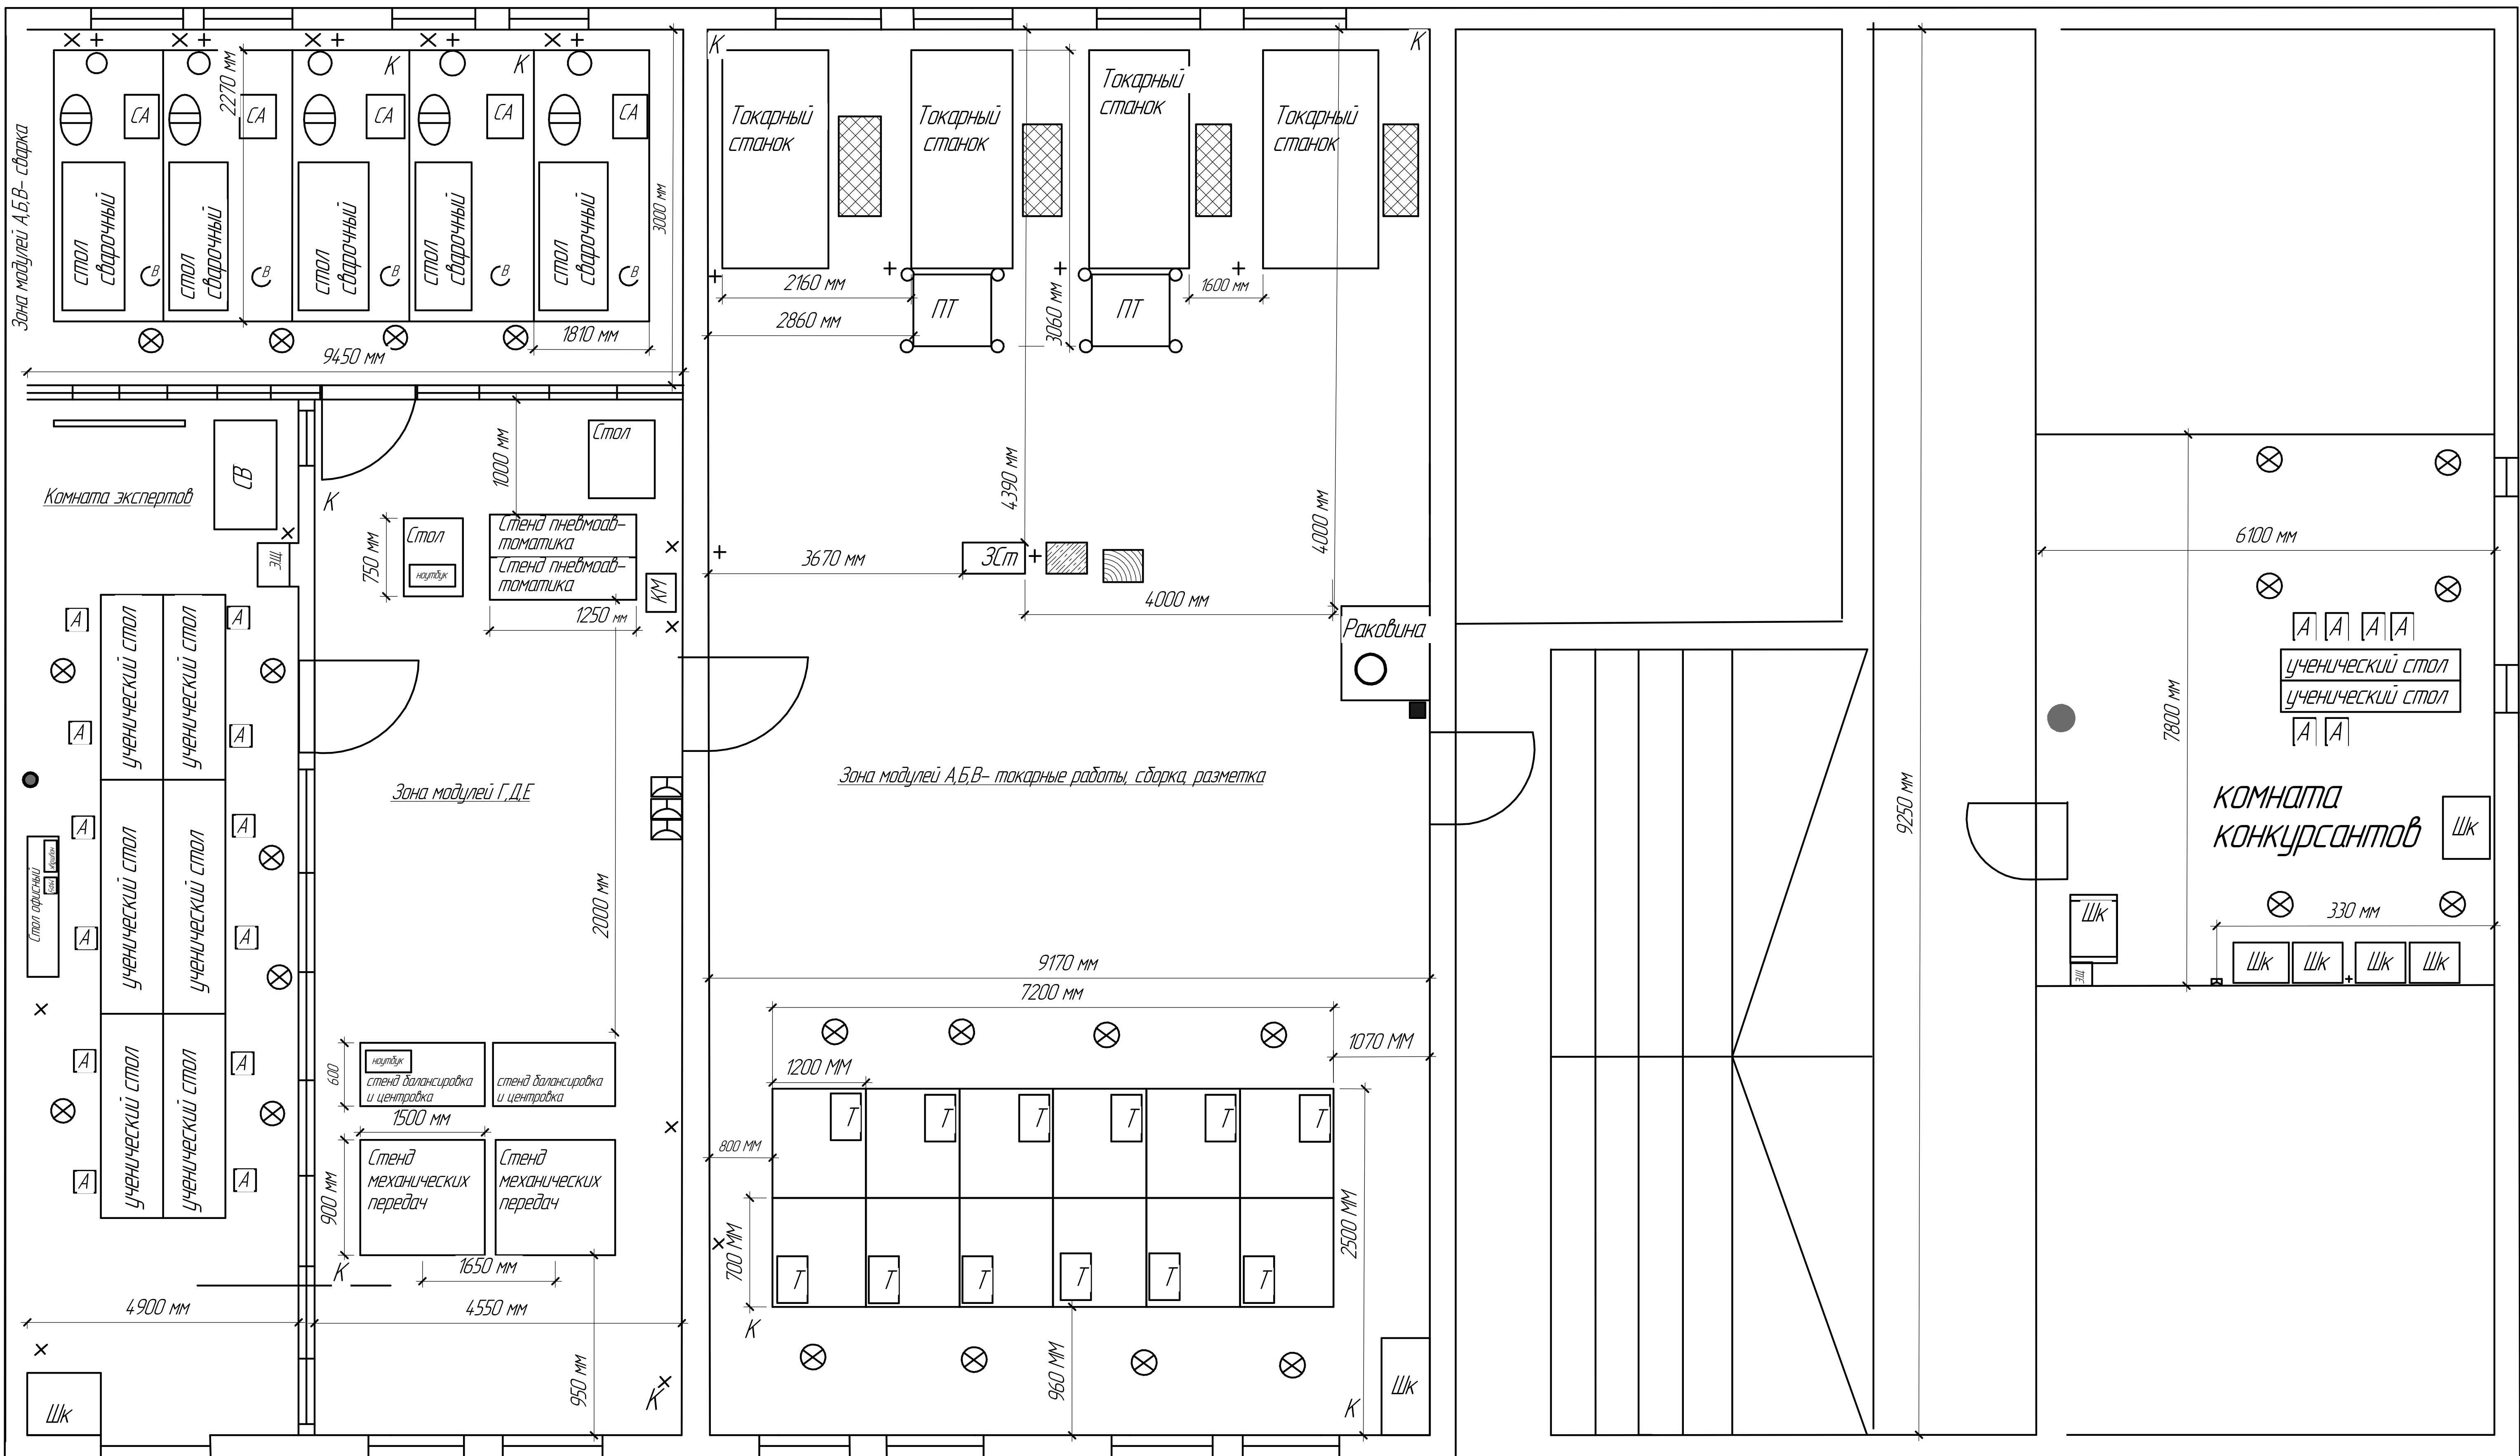 Зона модулей А,Б,В- сварка
2270 мм
К
К
СА
СА
СА
СА
СА
стол
сварочный
стол
сварочный
стол
сварочный
стол
сварочный
стол
сварочный
В
В
В
В
В
3000 мм
1810 мм
9450 мм
К
К
Токарный
станок
Токарный
станок
Токарный
станок
Токарный
станок
2160 мм
2860 мм
ПТ
3060 мм
ПТ
1600 мм
4390 мм
4000 мм
3670 мм
ЗСт
4000 мм
Раковина
Зона модулей А,Б,В- токарные работы, сборка, разметка
9170 мм
7200 мм
1070 ММ
1200 ММ
Т
Т
Т
Т
Т
Т
800 ММ
700 ММ
2500 ММ
Т
Т
Т
Т
Т
Т
К
960 ММ
К
Шк
Комната экспертов
СВ
ЭЩ
А
А
А
А
А
А
А
А
А
А
А
А
ученический стол
ученический стол
ученический стол
ученический стол
ученический стол
ученический стол
Стол офисный
4900 мм
Шк
К
1000 мм
Стол
750 мм
Стол
ноутбук
Стенд пневмоав-
томатика
Стенд пневмоав-
томатика
КМ
1250 мм
Зона модулей Г,Д,Е
2000 мм
600
ноутбук
стенд балансировка
и центровка
стенд балансировка
и центровка
1500 мм
900 мм
Стенд
механических
передач
Стенд
механических
передач
К
1650 мм
4550 мм
950 мм
К
9250 мм
7800 мм
6100 мм
А
А
А
А
ученический стол
ученический стол
А
А
комната
конкурсантов
Шк
Шк
ЭЩ
330 мм
Шк
Шк
Шк
Шк